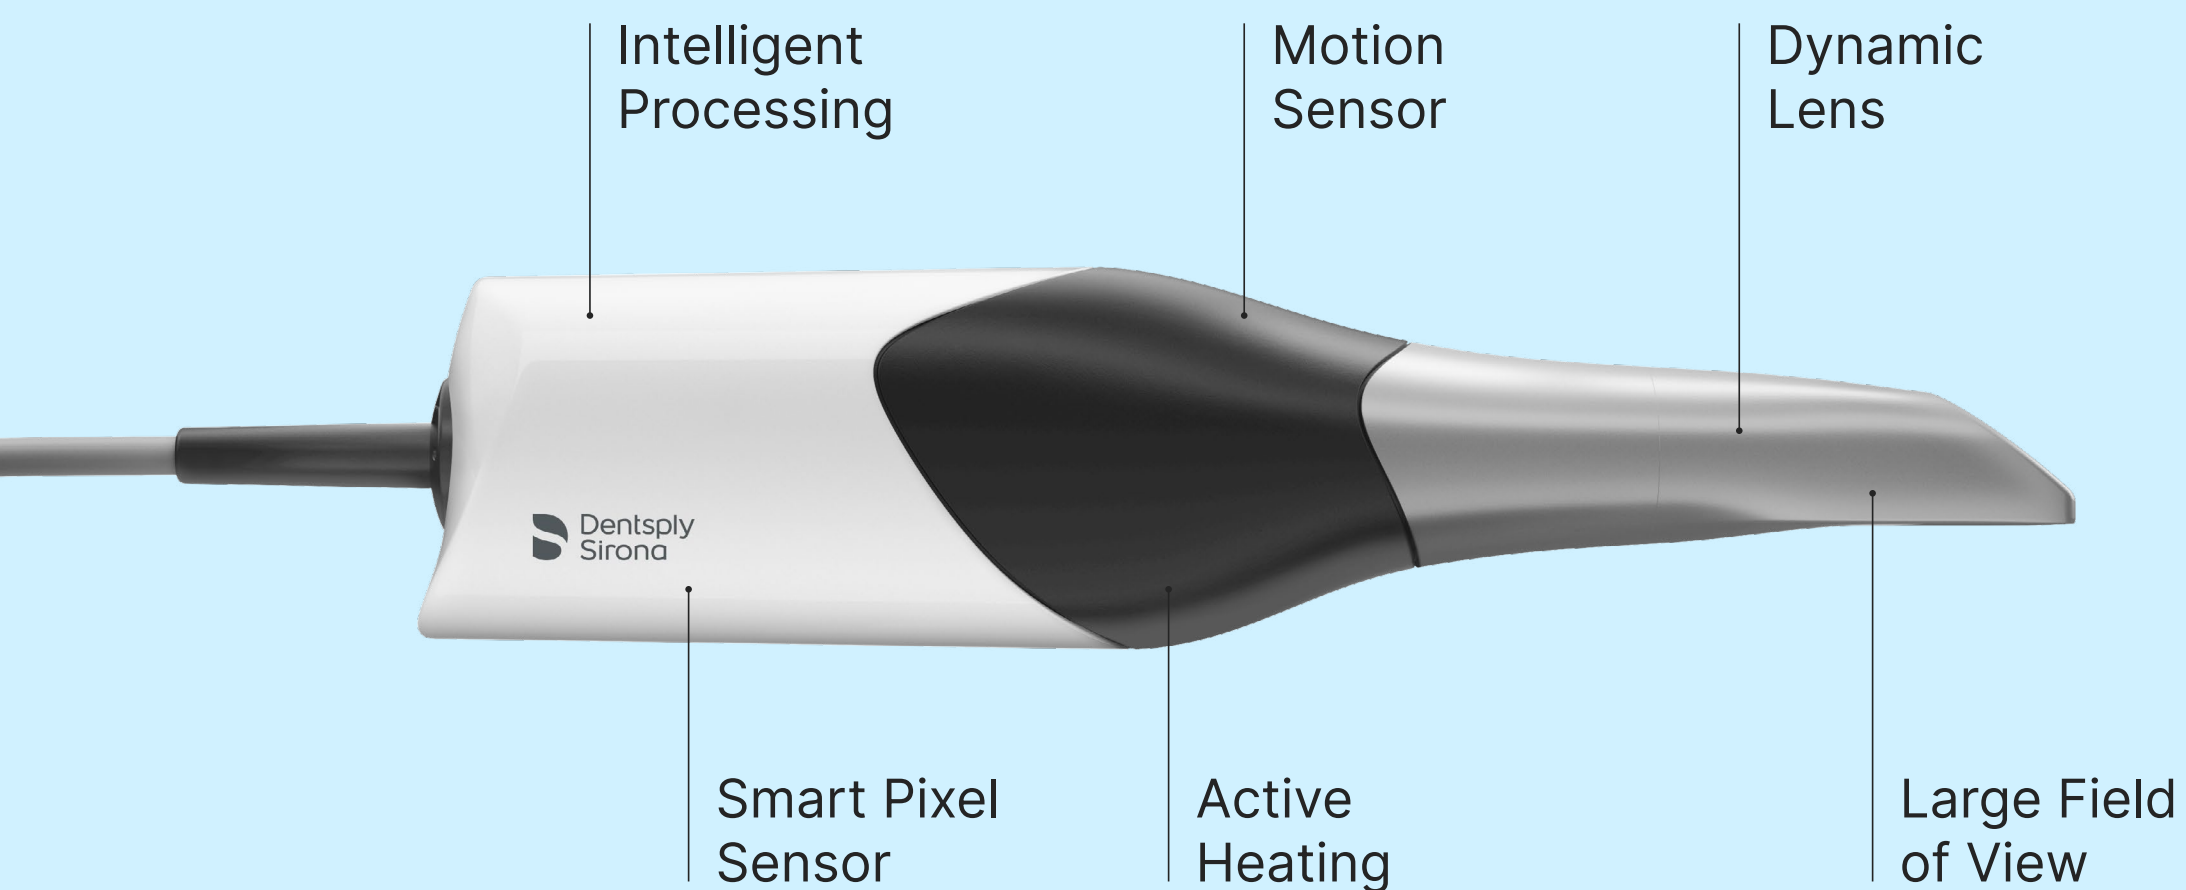 Intelligent
Processing
Motion
Sensor
Dynamic
Lens
Dentsply
Sirona
Smart Pixel
Sensor
Active
Heating
Large Field
of View